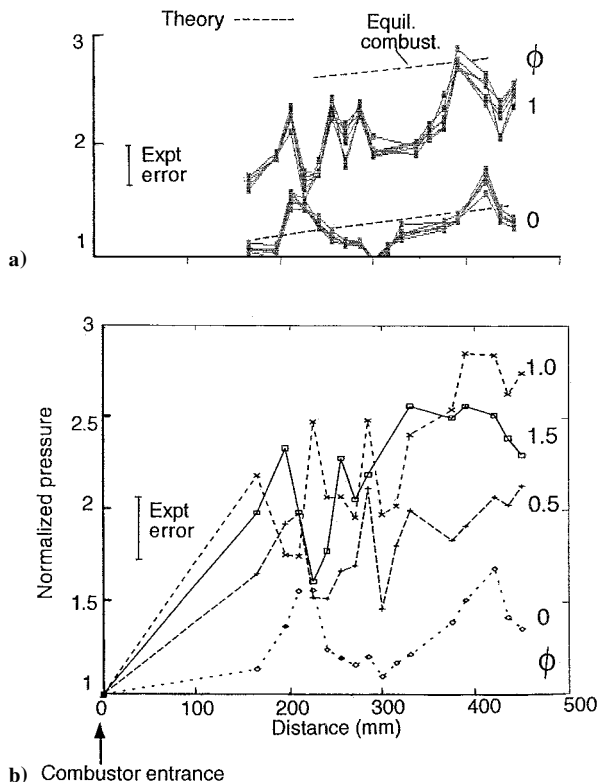 Theory
Equil.
combust.
3
ϕ
1
2
Expt
error
0
1
a)
3
1.0
2.5
1.5
Normalized pressure
2
0.5
Expt
error
1.5
0
ϕ
1
0 100 200 300 400 500
Distance (mm)
b) Combustor entrance